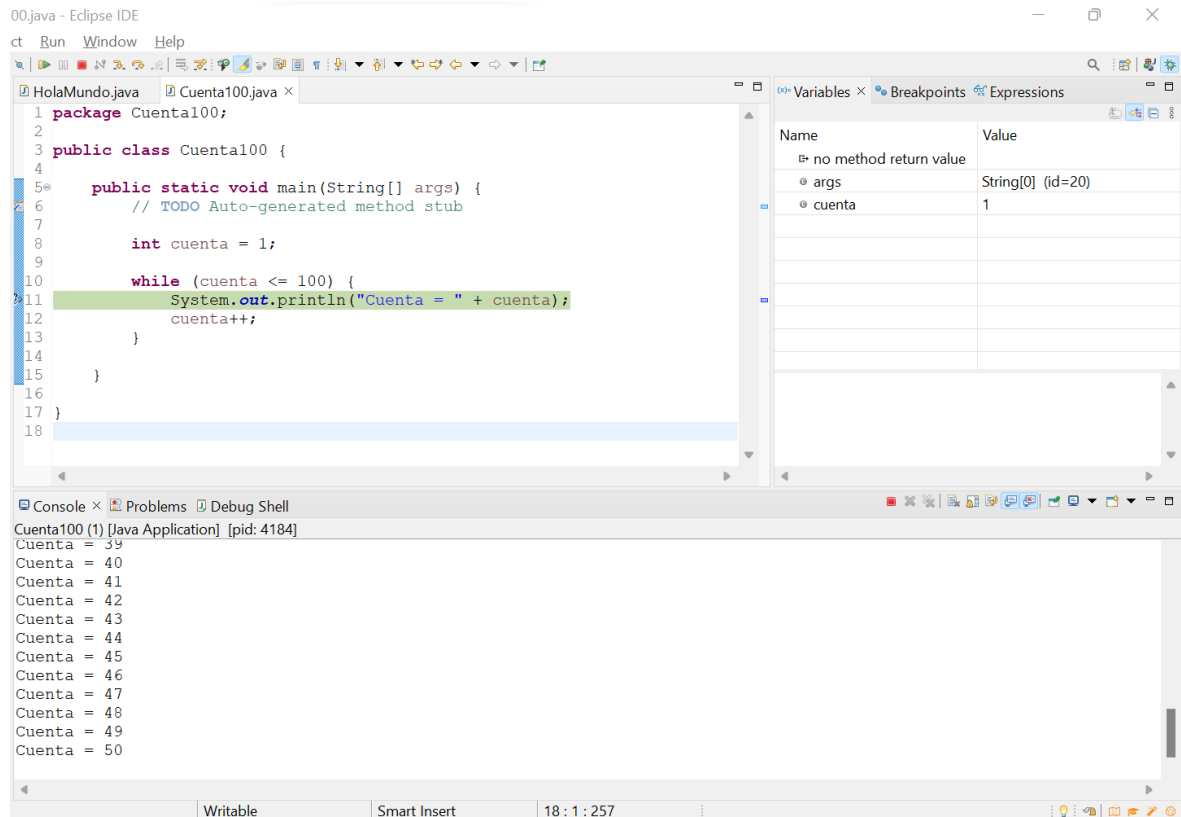 00.java - Eclipse IDE
ct Run Window Help
HolaMundo.java Cuenta100.java
1 package Cuenta100;
2
3 public class Cuenta100 {
4
5 public static void main(String[] args) {
6 // TODO Auto-generated method stub
7
8 int cuenta = 1;
9
10 while (cuenta <= 100) {
11 System.out.println("Cuenta = " + cuenta);
12 cuenta++;
13 }
14
15 }
16
17 }
18
(x)= Variables Breakpoints Expressions
Name Value
no method return value
args String[0] (id=20)
cuenta 1
Console Problems Debug Shell
Cuenta100 (1) [Java Application] [pid: 4184]
Cuenta = 39
Cuenta = 40
Cuenta = 41
Cuenta = 42
Cuenta = 43
Cuenta = 44
Cuenta = 45
Cuenta = 46
Cuenta = 47
Cuenta = 48
Cuenta = 49
Cuenta = 50
Writable Smart Insert 18 : 1 : 257